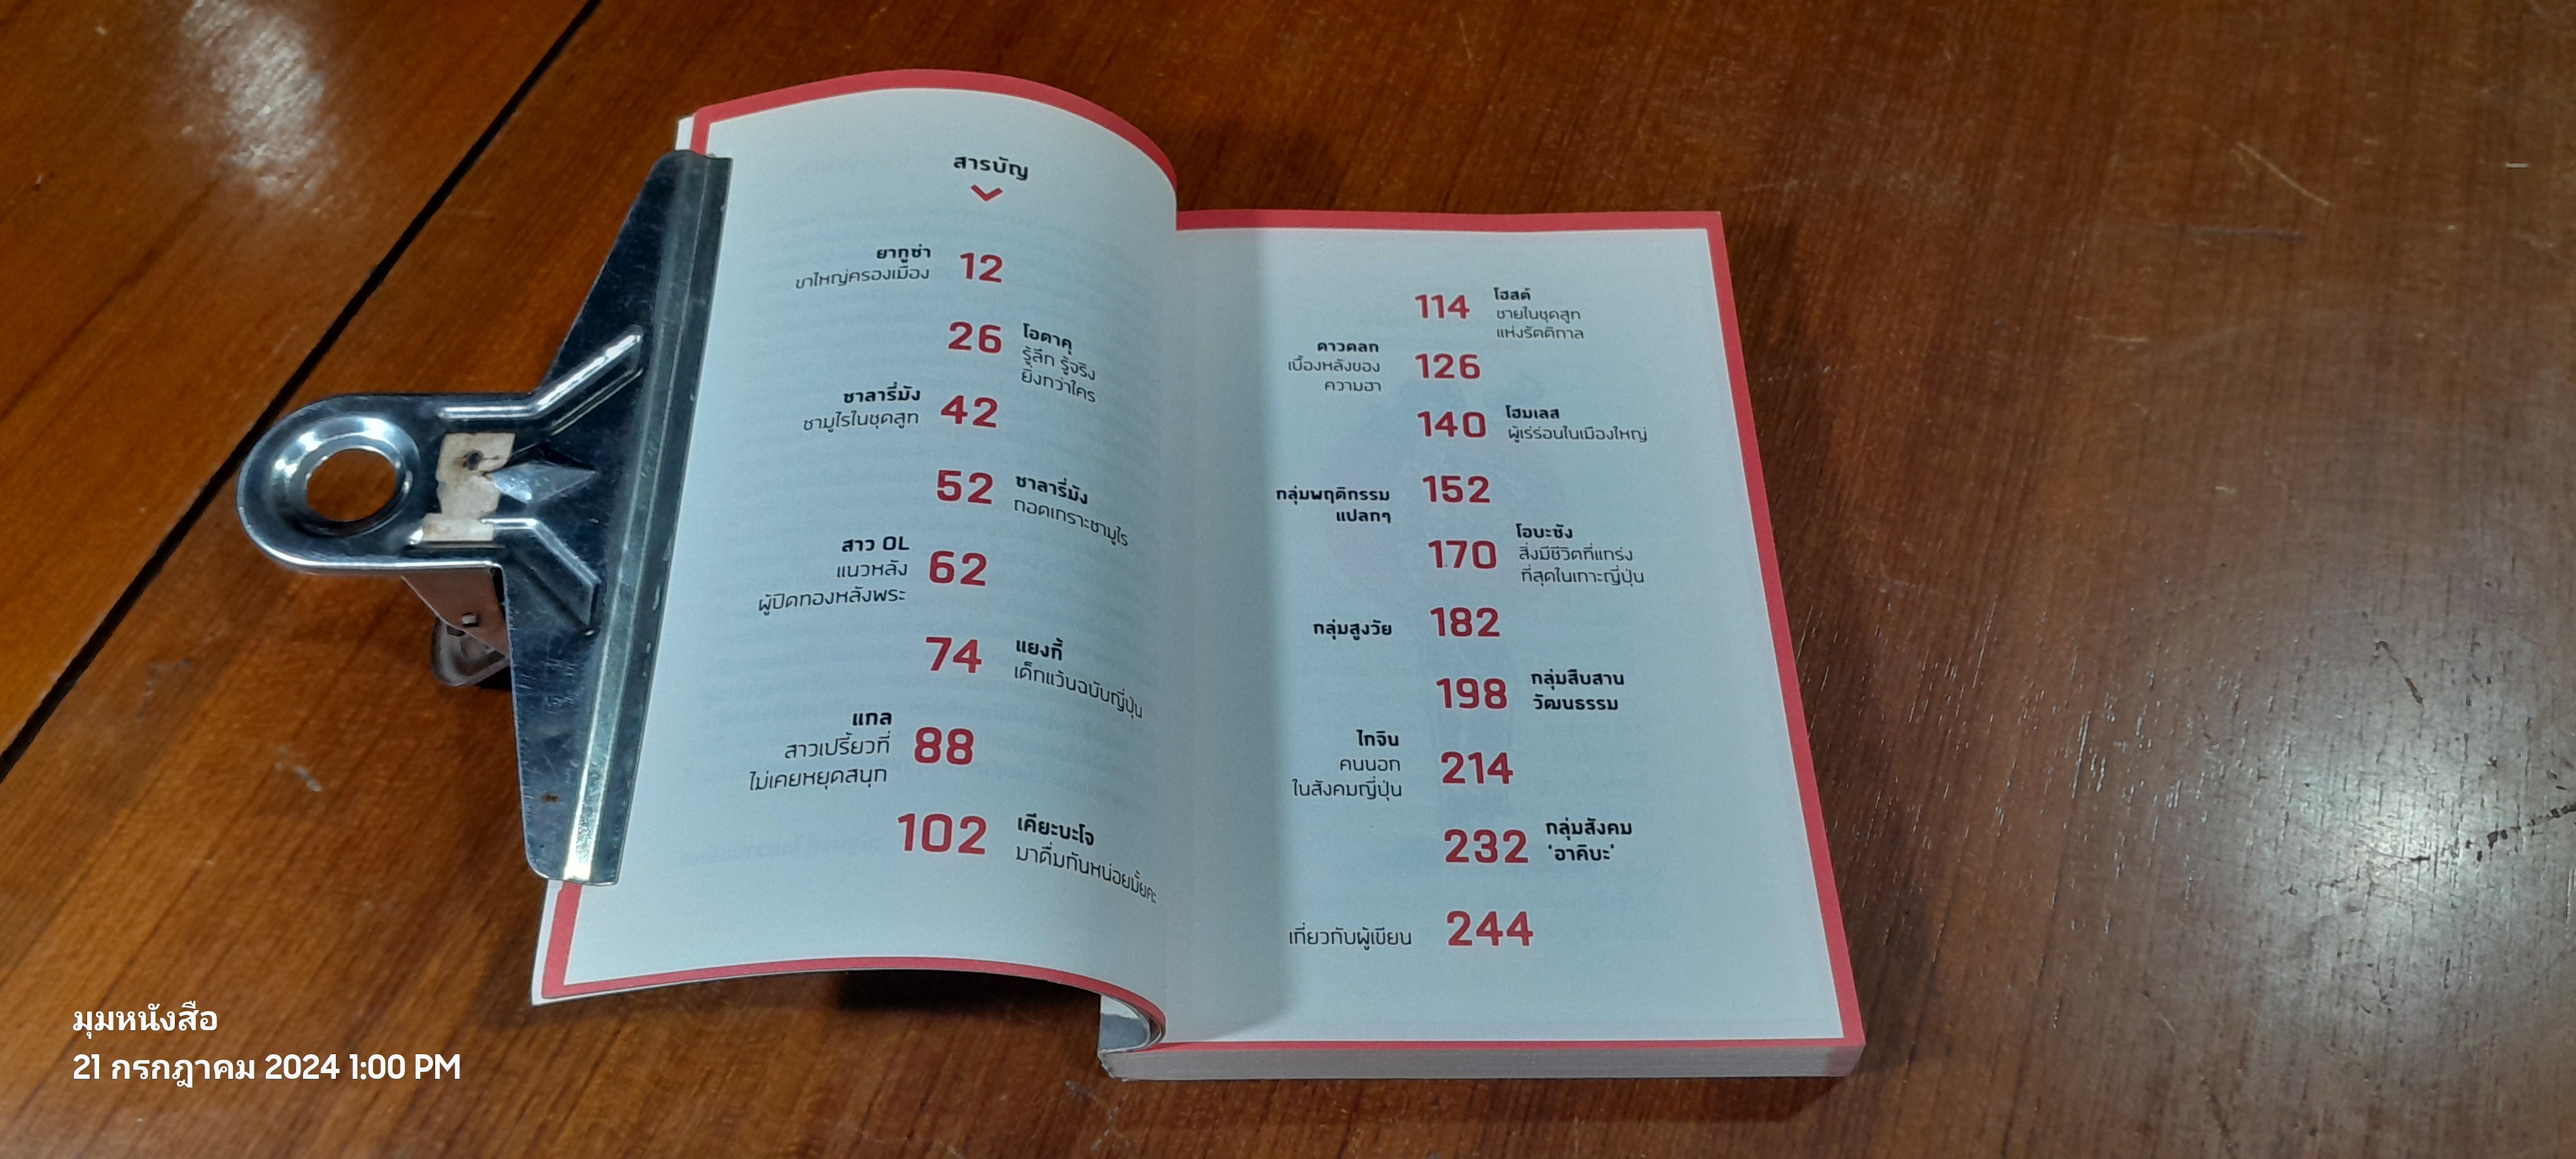 สารบัญ
ยากูซ่า
ขาใหญ่ครองเมือง
12
26
โอตาคุ
รู้ลึก รู้จริง
ยิ่งกว่าใคร
ซาลารี่มัง
ซามูไรในชุดสูท
42
52
ซาลารี่มัง
ถอดเกราะซามูไร
สาว OL
แนวหลัง
ผู้ปิดทองหลังพระ
62
74
แยงกี้
เด็กแว้นฉบับญี่ปุ่น
แกล
สาวเปรี้ยวที่
ไม่เคยหยุดสนุก
88
102
เคียะบะโจ
มาดื่มกันหน่อยมั้ยคะ
114
โฮสต์
ชายในชุดสูท
แห่งรัตติกาล
ดาวตลก
เบื้องหลังของ
ความฮา
126
140
โฮมเลส
ผู้เร่ร่อนในเมืองใหญ่
กลุ่มพฤติกรรม
แปลกๆ
152
170
โอบะซัง
สิ่งมีชีวิตที่แกร่ง
ที่สุดในเกาะญี่ปุ่น
กลุ่มสูงวัย
182
198
กลุ่มสืบสาน
วัฒนธรรม
ไกจิน
คนนอก
ในสังคมญี่ปุ่น
214
232
กลุ่มสังคม
'อาคิบะ'
เกี่ยวกับผู้เขียน
244
มุมหนังสือ
21 กรกฎาคม 2024 1:00 PM